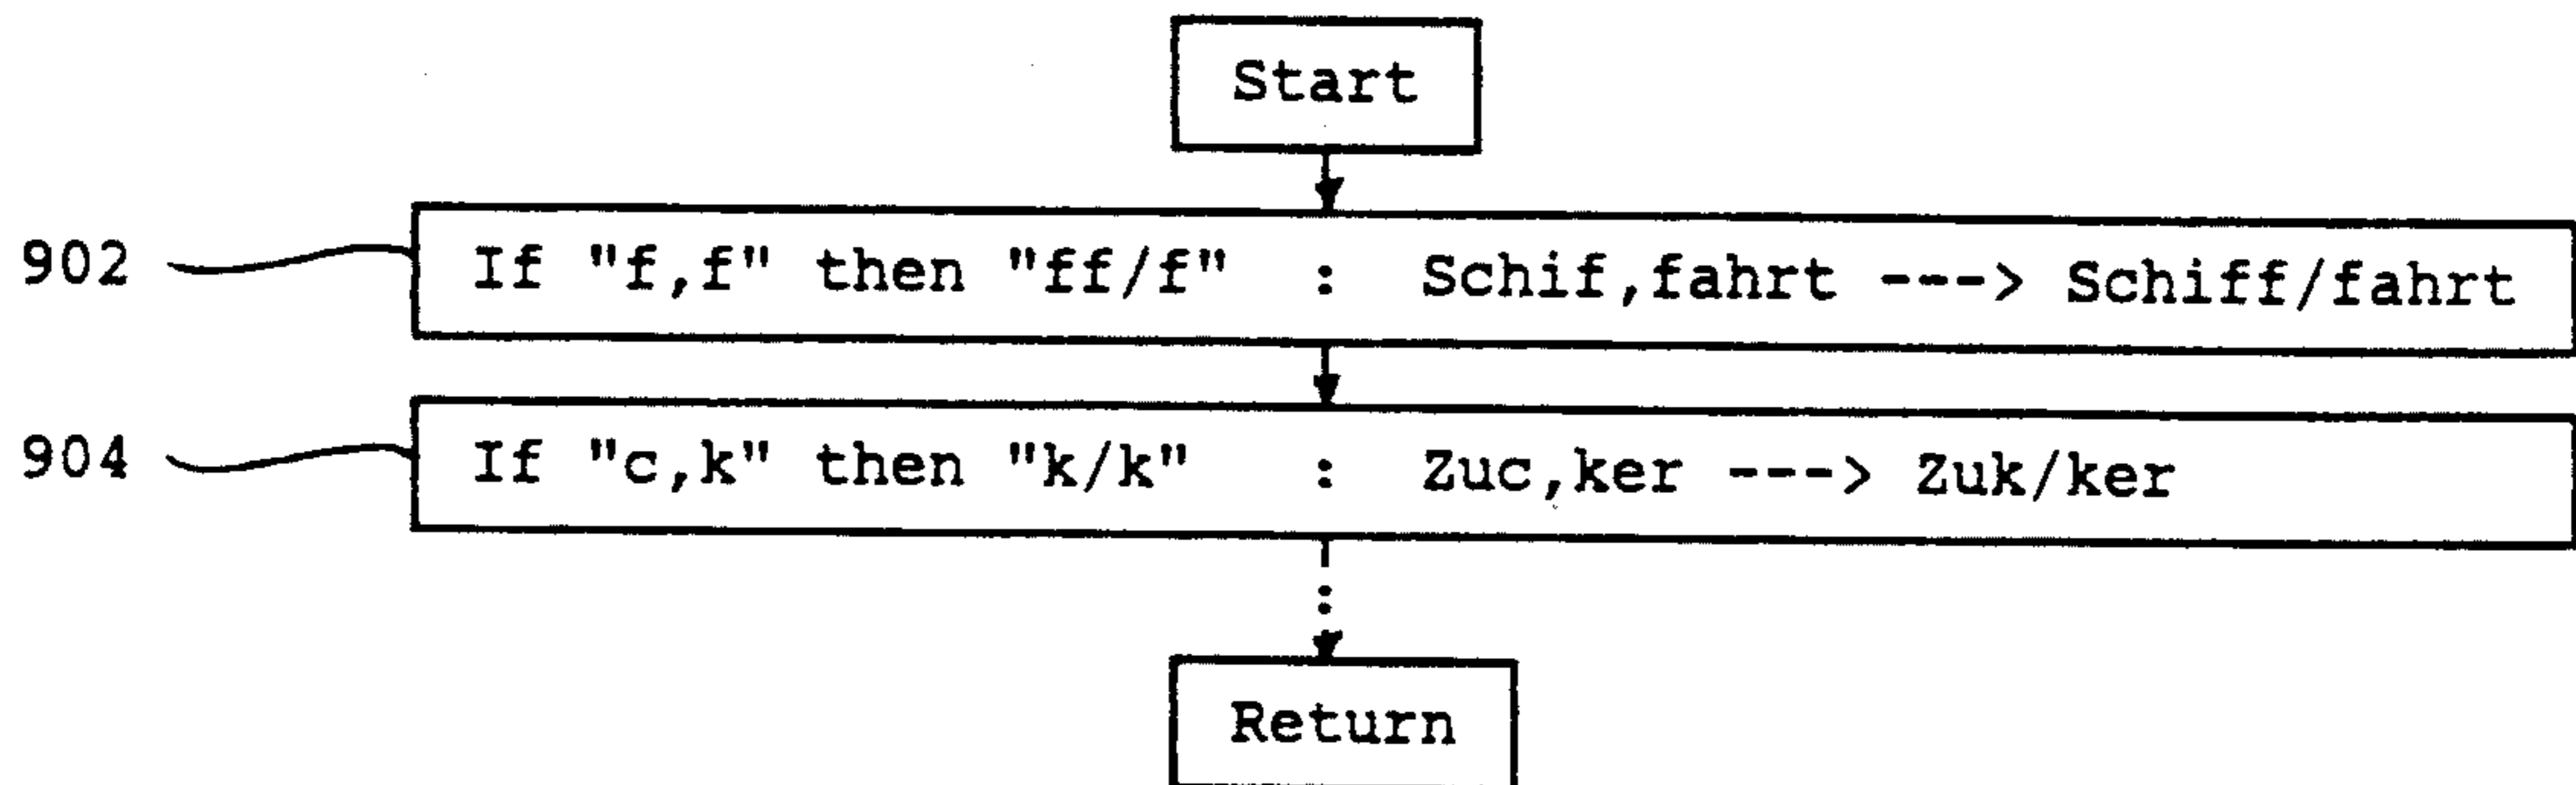 Start
902 If "f,f" then "ff/f" : Schif,fahrt ---> Schiff/fahrt
904 If "c,k" then "k/k" : Zuc,ker ---> Zuk/ker
Return